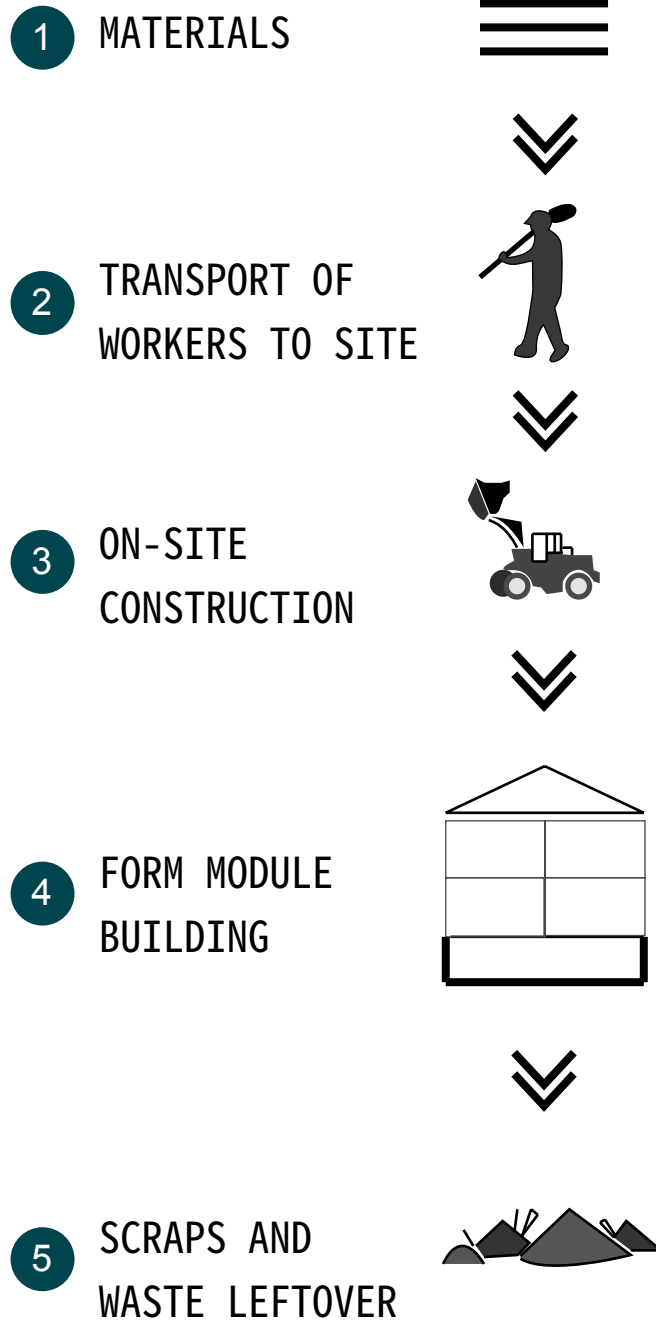 1 MATERIALS
2 TRANSPORT OF
WORKERS TO SITE
3 ON-SITE
CONSTRUCTION
4 FORM MODULE
BUILDING
5 SCRAPS AND
WASTE LEFTOVER